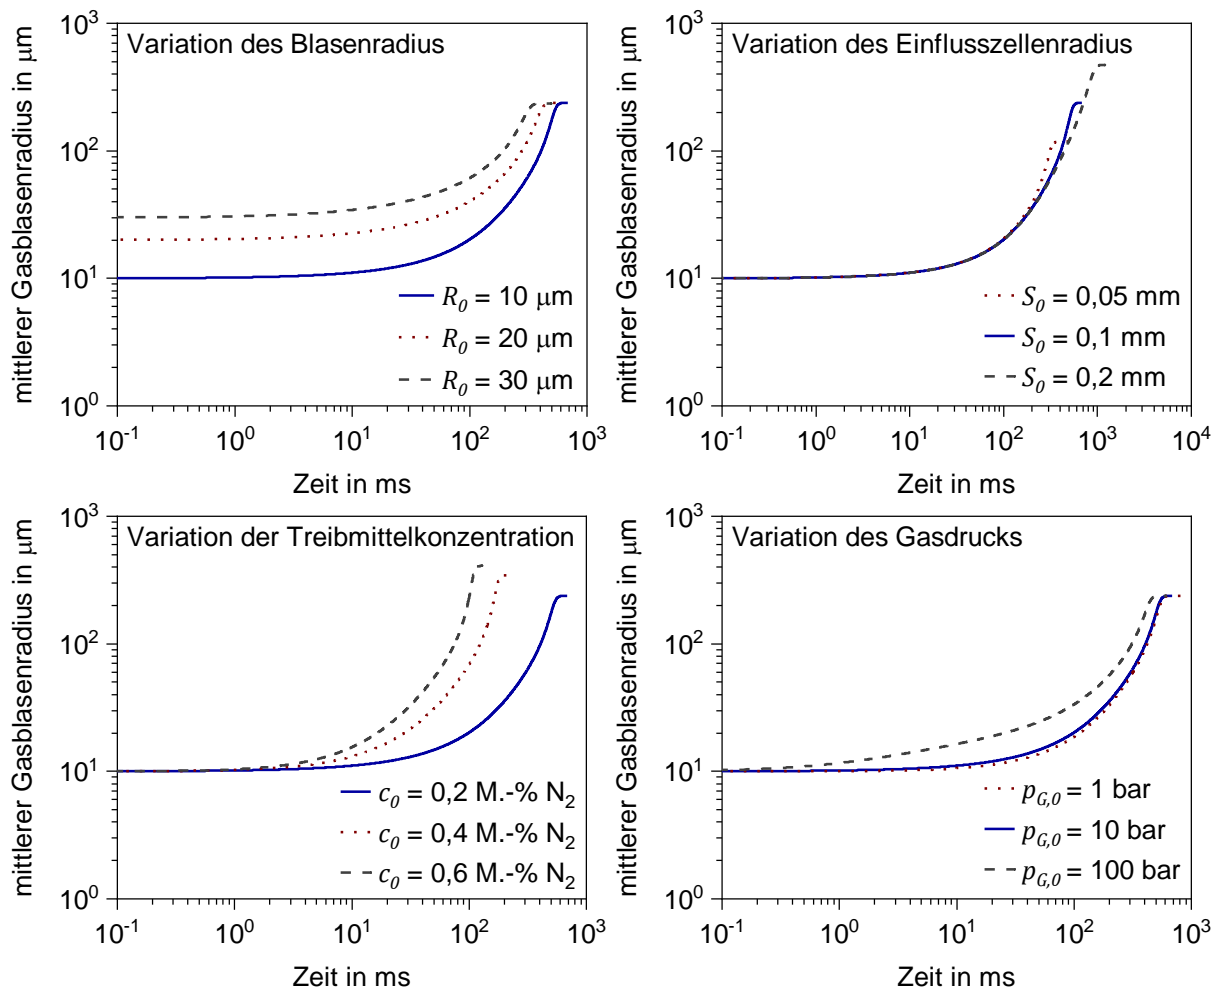 Variation des Blasenradius
mittlerer Gasblasenradius in μm
10³
10²
10¹
10⁰
R₀ = 10 μm
R₀ = 20 μm
R₀ = 30 μm
10⁻¹ 10⁰ 10¹ 10² 10³
Zeit in ms
Variation des Einflusszellenradius
mittlerer Gasblasenradius in μm
10³
10²
10¹
10⁰
S₀ = 0,05 mm
S₀ = 0,1 mm
S₀ = 0,2 mm
10⁻¹ 10⁰ 10¹ 10² 10³ 10⁴
Zeit in ms
Variation der Treibmittelkonzentration
mittlerer Gasblasenradius in μm
10³
10²
10¹
10⁰
c₀ = 0,2 M.-% N₂
c₀ = 0,4 M.-% N₂
c₀ = 0,6 M.-% N₂
10⁻¹ 10⁰ 10¹ 10² 10³
Zeit in ms
Variation des Gasdrucks
mittlerer Gasblasenradius in μm
10³
10²
10¹
10⁰
p_G,0 = 1 bar
p_G,0 = 10 bar
p_G,0 = 100 bar
10⁻¹ 10⁰ 10¹ 10² 10³
Zeit in ms